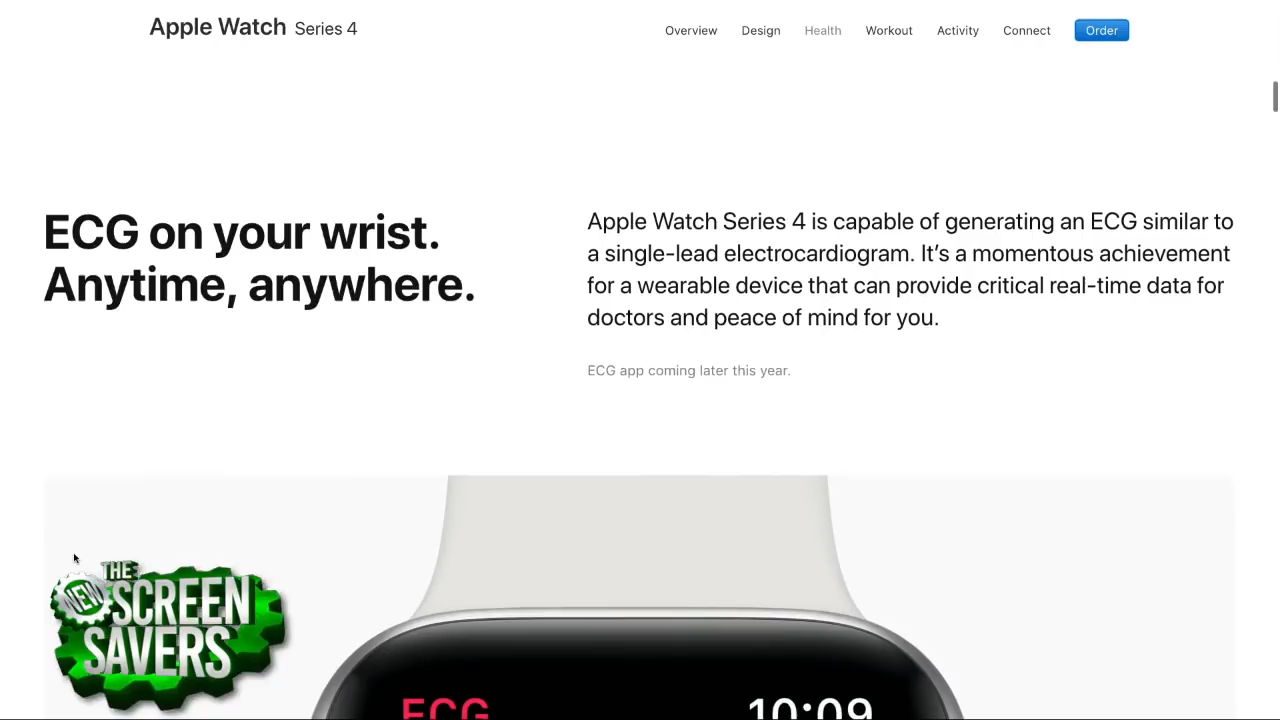 Apple Watch Series 4
Overview Design Health Workout Activity Connect Order
ECG on your wrist.
Anytime, anywhere.
Apple Watch Series 4 is capable of generating an ECG similar to
a single-lead electrocardiogram. It’s a momentous achievement
for a wearable device that can provide critical real-time data for
doctors and peace of mind for you.
ECG app coming later this year.
THE
NEW SCREEN
SAVERS
ECG 10:09